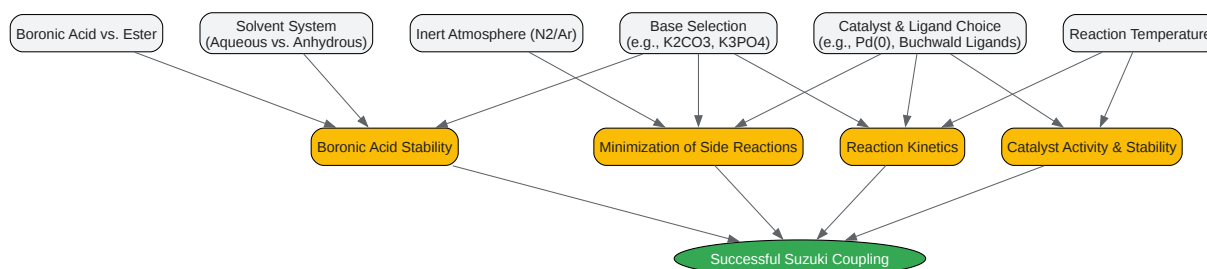 Boronic Acid vs. Ester
Solvent System
(Aqueous vs. Anhydrous)
Inert Atmosphere (N2/Ar)
Base Selection
(e.g., K2CO3, K3PO4)
Catalyst & Ligand Choice
(e.g., Pd(0), Buchwald Ligands)
Reaction Temperature
Boronic Acid Stability
Minimization of Side Reactions
Reaction Kinetics
Catalyst Activity & Stability
Successful Suzuki Coupling